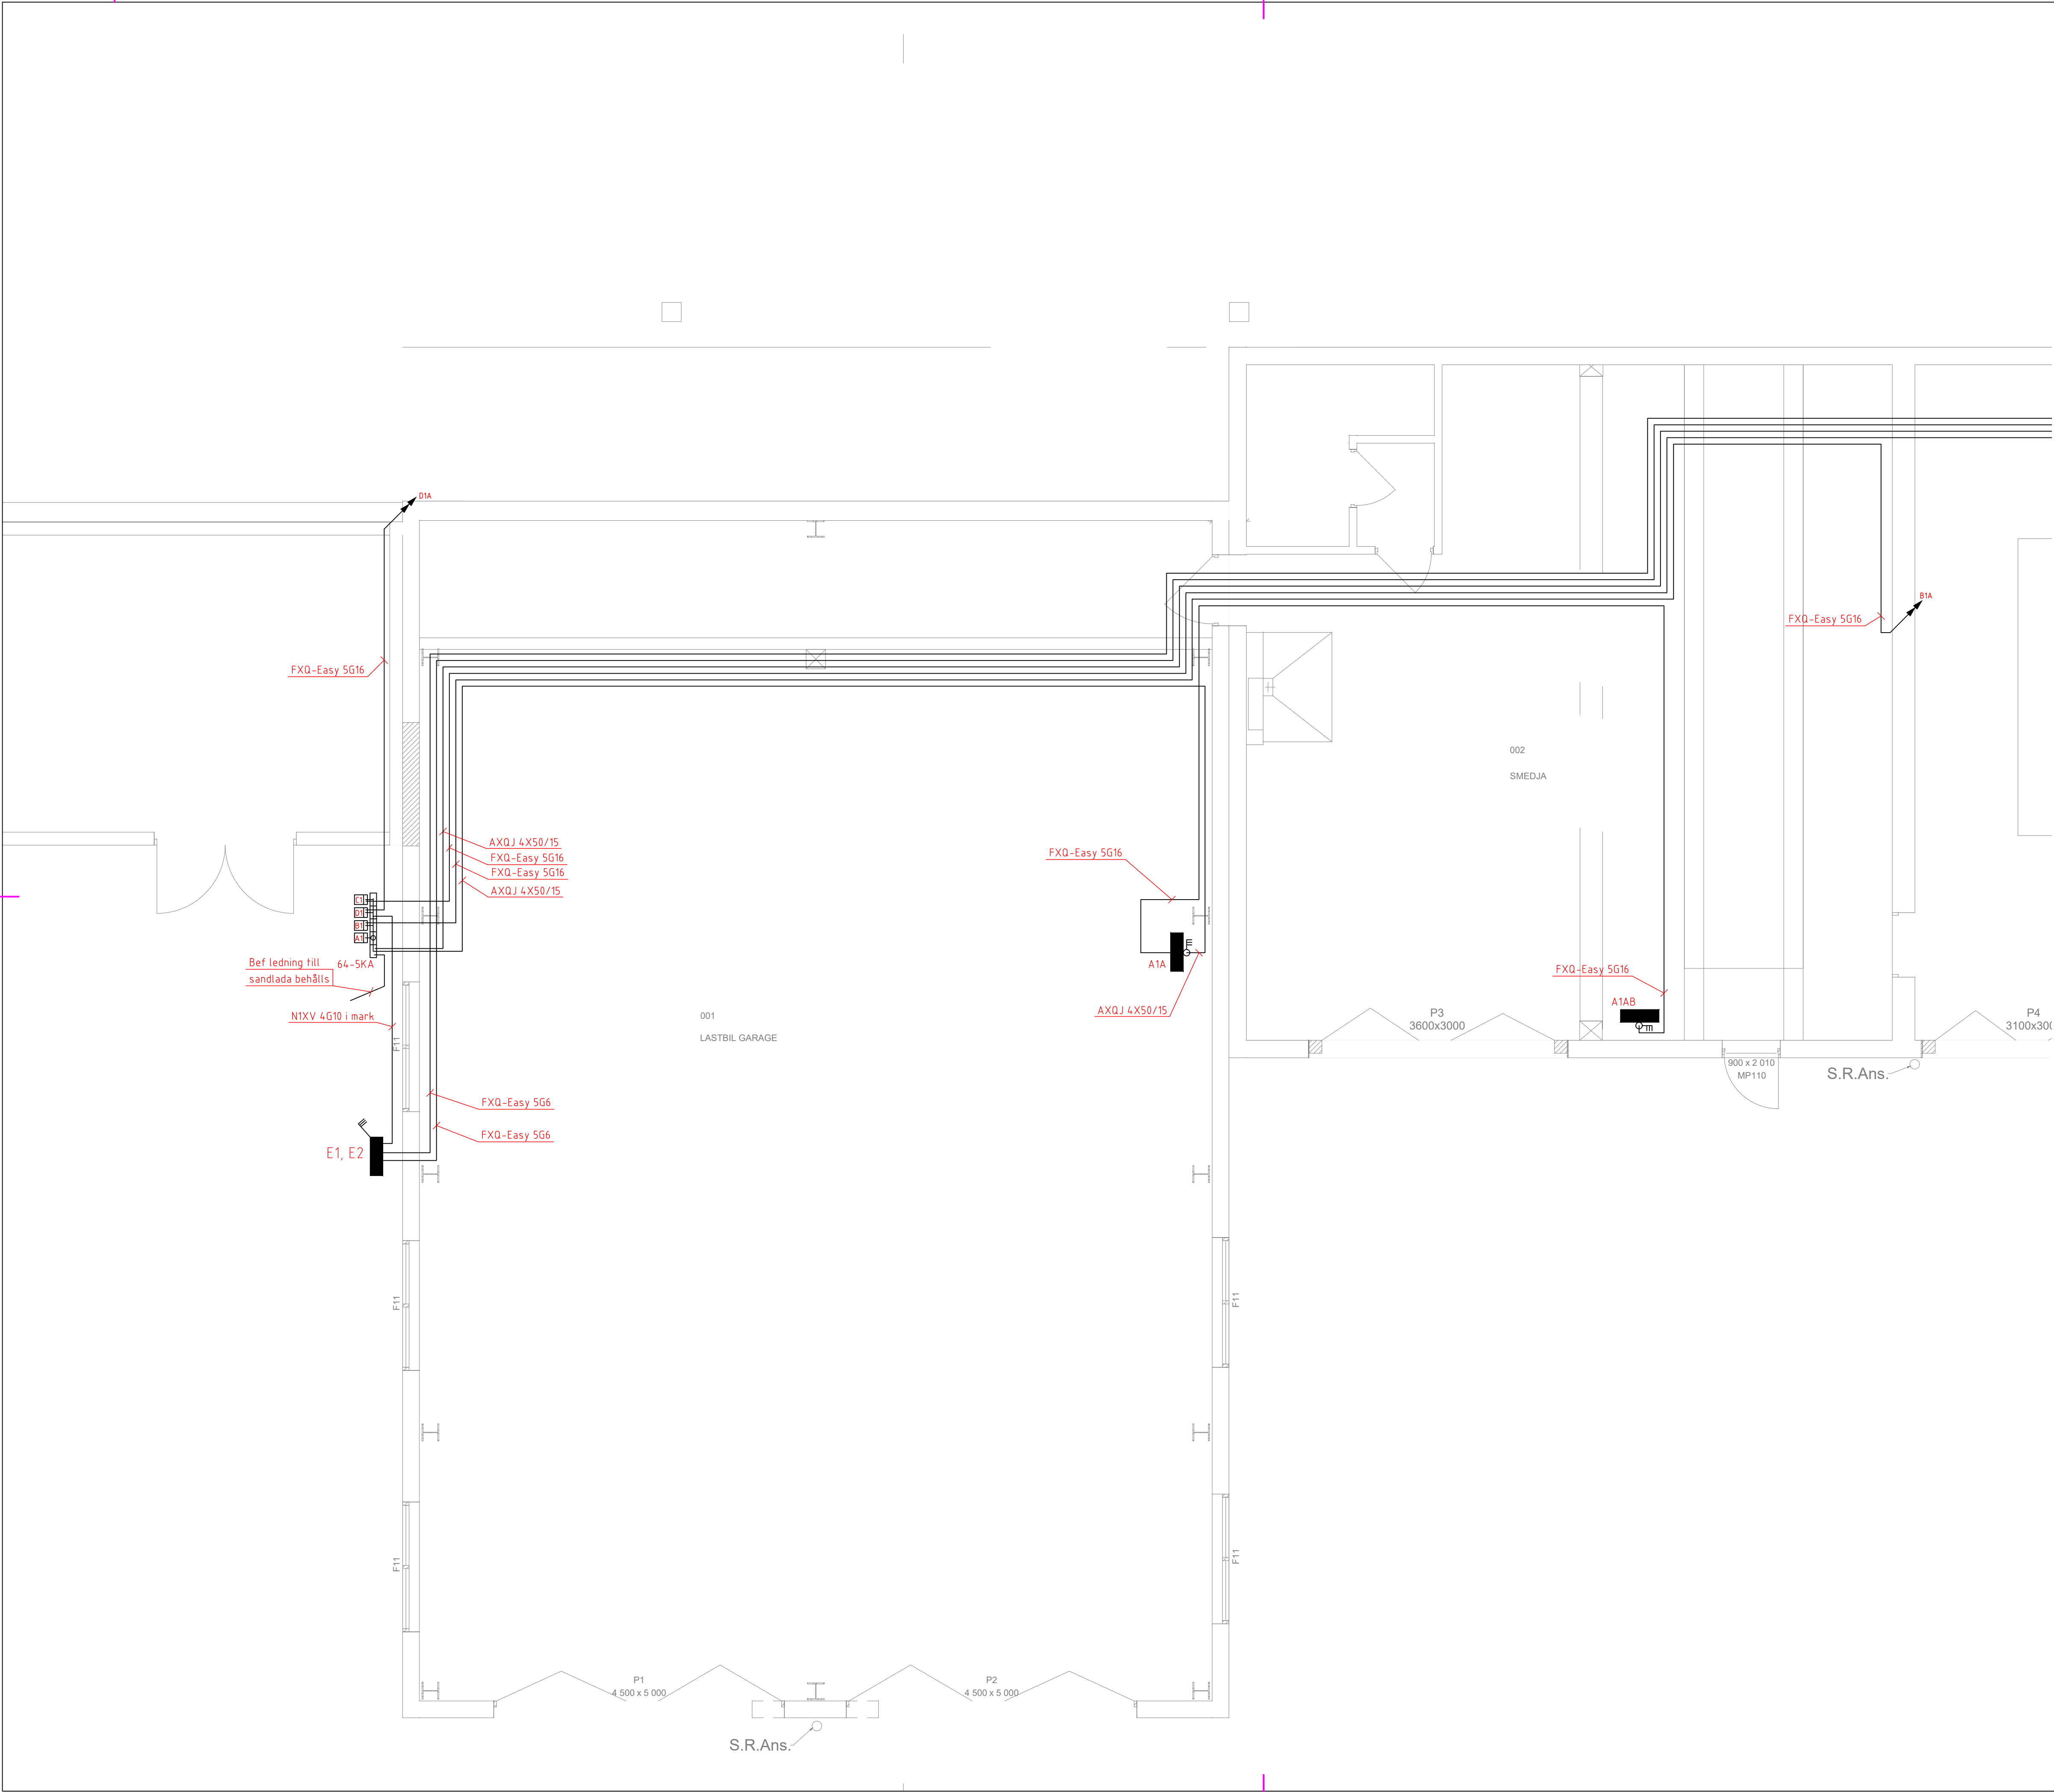 D1A
B1A
FXQ-Easy 5G16
FXQ-Easy 5G16
002
SMEDJA
AXQJ 4X50/15
FXQ-Easy 5G16
FXQ-Easy 5G16
AXQJ 4X50/15
FXQ-Easy 5G16
C1
D1
B1
A1
64-5KA
Bef ledning till
sandlada behålls
N1XV 4G10 i mark
A1A
AXQJ 4X50/15
FXQ-Easy 5G16
A1AB
001
LASTBIL GARAGE
P3
3600x3000
P4
F11
900 x 2 010
MP110
S.R.Ans.
FXQ-Easy 5G6
FXQ-Easy 5G6
E1, E2
F11
F11
F11
F11
P1
4 500 x 5 000
P2
4 500 x 5 000
S.R.Ans.